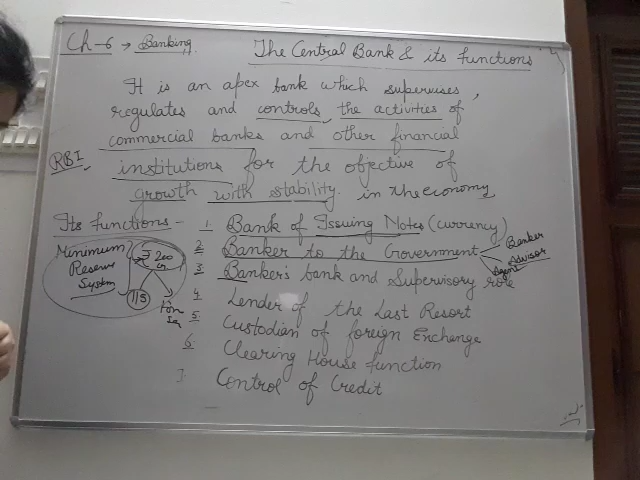 Ch-6 → Banking. The Central Bank & its functions
It is an apex bank which supervises,
regulates and controls, the activities of
commercial banks and other financial
RBI, institutions for the objective of
growth with stability in the economy
Its functions - 1. Bank of Issuing Notes (currency)
2. Banker to the Government
Banker
Advisor
Agent
3 Banker's bank and Supervisory role
4 Lender of the Last Resort
5. Custodian of foreign Exchange
6. Clearing House function
7. Control of Credit
Minimum
Reserve
System
₹ 200
cr
115